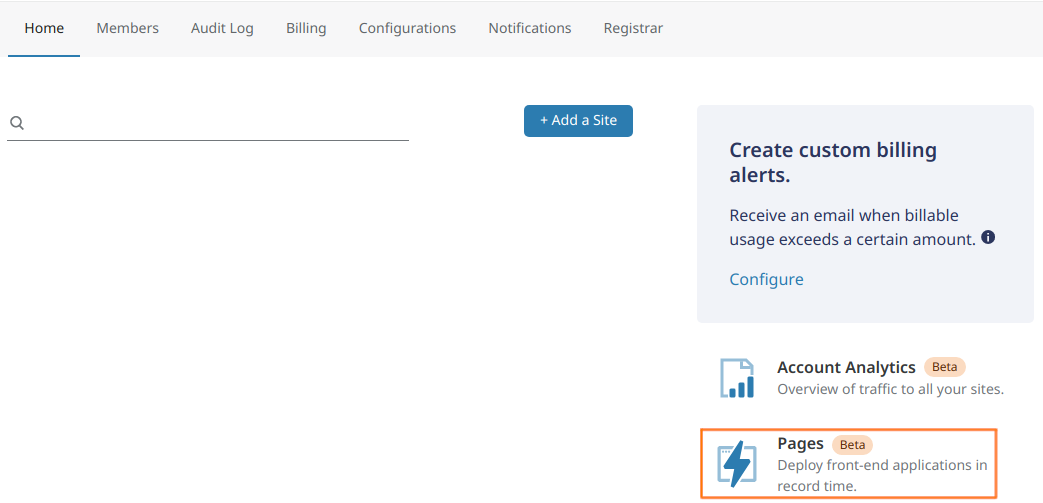 Home Members Audit Log Billing Configurations Notifications Registrar
+ Add a Site
Create custom billing
alerts.
Receive an email when billable
usage exceeds a certain amount.
Configure
Account Analytics Beta
Overview of traffic to all your sites.
Pages Beta
Deploy front-end applications in
record time.